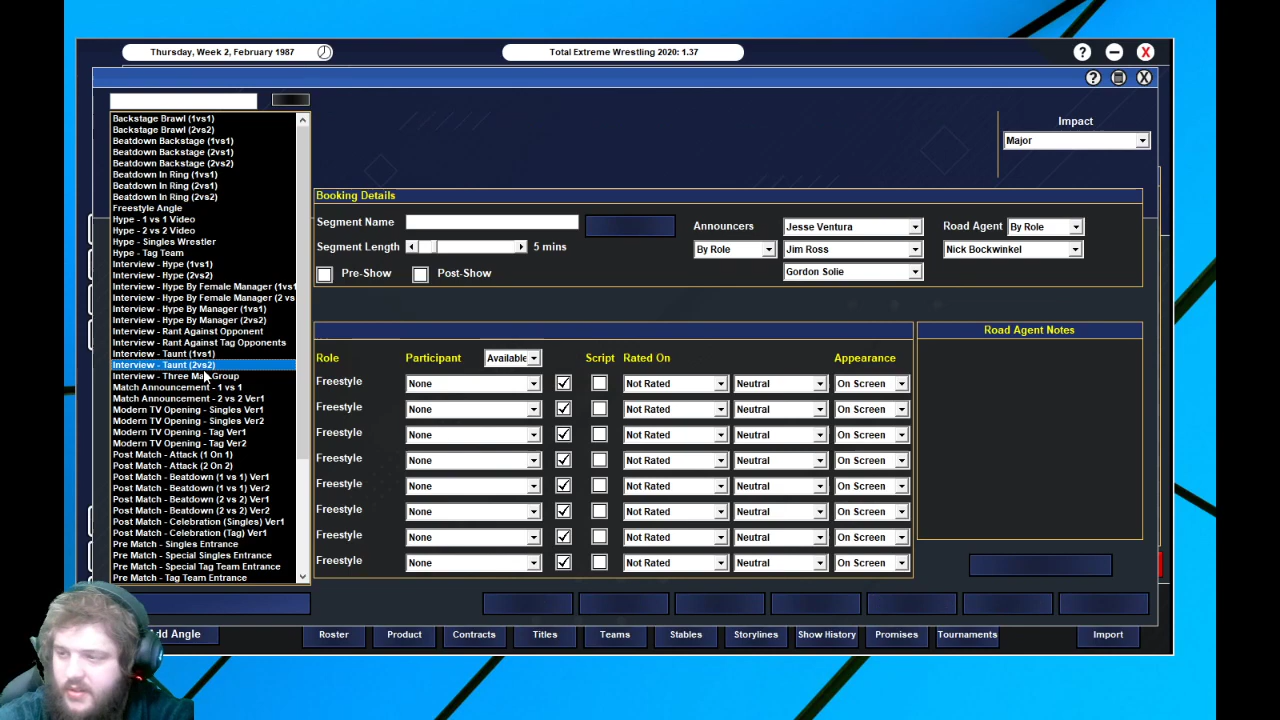 Thursday, Week 2, February 1987
Total Extreme Wrestling 2020: 1.37
?
X
?
X
Backstage Brawl (1vs1)
Backstage Brawl (2vs2)
Beatdown Backstage (1vs1)
Beatdown Backstage (2vs1)
Beatdown Backstage (2vs2)
Beatdown In Ring (1vs1)
Beatdown In Ring (2vs1)
Beatdown In Ring (2vs2)
Freestyle Angle
Hype - 1 vs 1 Video
Hype - 2 vs 1 Video
Hype - Singles Wrestler
Hype - Tag Team
Interview - Hype (1vs1)
Interview - Hype (2vs2)
Interview - Hype By Female Manager (1vs1
Interview - Hype By Female Manager (2 vs
Interview - Hype By Manager (1vs1)
Interview - Hype By Manager (2vs2)
Interview - Rant Against Opponent
Interview - Rant Against Tag Opponents
Interview - Taunt (1vs1)
Interview - Taunt (2vs2)
Interview - Three Man Group
Match Announcement - 1 vs 1
Match Announcement - 2 vs 2 Ver1
Modern TV Opening - Singles Ver1
Modern TV Opening - Singles Ver2
Modern TV Opening - Tag Ver1
Modern TV Opening - Tag Ver2
Post Match - Attack (1 On 1)
Post Match - Attack (2 On 2)
Post Match - Beatdown (1 vs 1) Ver1
Post Match - Beatdown (1 vs 1) Ver2
Post Match - Beatdown (2 vs 2) Ver1
Post Match - Beatdown (2 vs 2) Ver2
Post Match - Celebration (Singles) Ver1
Post Match - Celebration (Tag) Ver1
Pre Match - Singles Entrance
Pre Match - Special Singles Entrance
Pre Match - Special Tag Team Entrance
Pre Match - Tag Team Entrance
Impact
Major
Booking Details
Segment Name
Segment Length 5 mins
Pre-Show Post-Show
Announcers Jesse Ventura
By Role Jim Ross
Gordon Solie
Road Agent By Role
Nick Bockwinkel
Road Agent Notes
Role Participant Available Script Rated On Appearance
Freestyle None Not Rated Neutral On Screen
Freestyle None Not Rated Neutral On Screen
Freestyle None Not Rated Neutral On Screen
Freestyle None Not Rated Neutral On Screen
Freestyle None Not Rated Neutral On Screen
Freestyle None Not Rated Neutral On Screen
Freestyle None Not Rated Neutral On Screen
Freestyle None Not Rated Neutral On Screen
dd Angle Roster Product Contracts Titles Teams Stables Storylines Show History Promises Tournaments Import